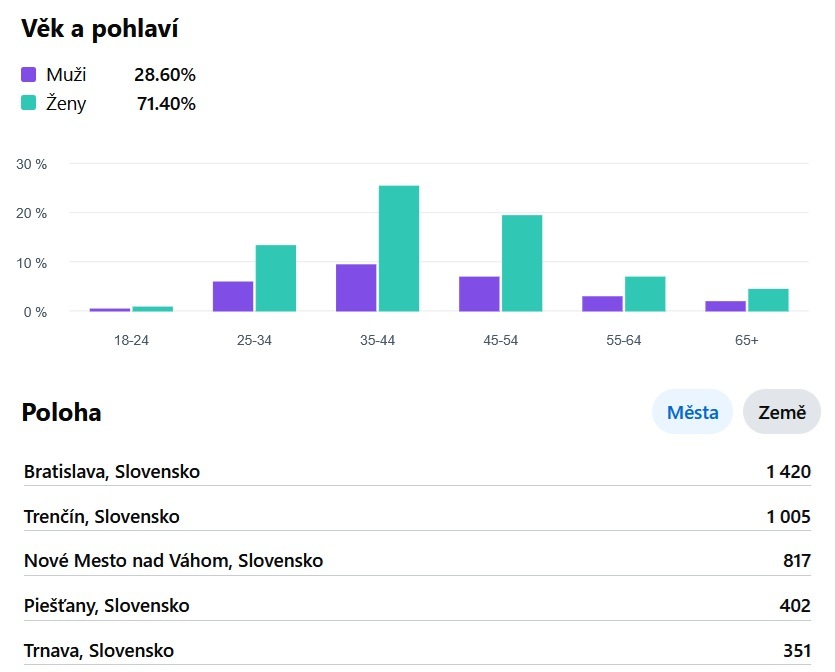 Věk a pohlaví
Muži 28.60%
Ženy 71.40%
30 %
20 %
10 %
0 %
18-24 25-34 35-44 45-54 55-64 65+
Poloha Města Země
Bratislava, Slovensko 1 420
Trenčín, Slovensko 1 005
Nové Mesto nad Váhom, Slovensko 817
Piešťany, Slovensko 402
Trnava, Slovensko 351